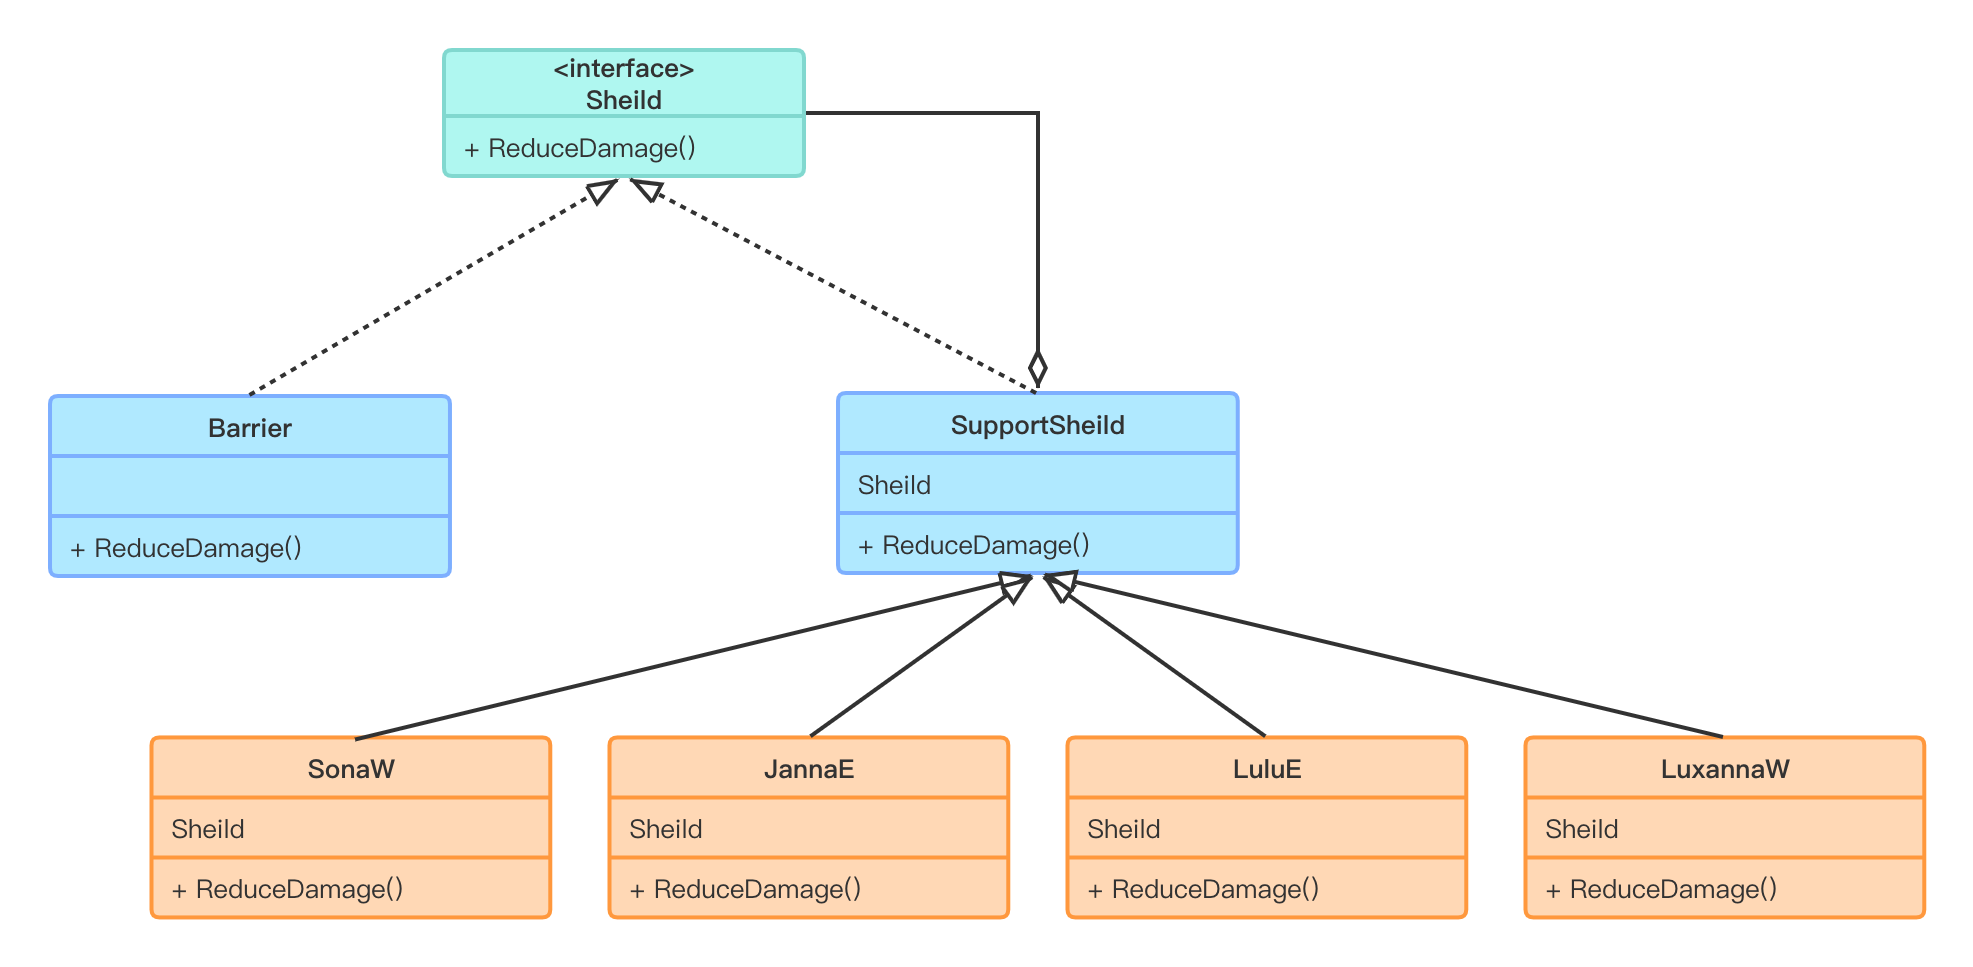 <interface>
Sheild
+ ReduceDamage()
Barrier
+ ReduceDamage()
SupportSheild
Sheild
+ ReduceDamage()
SonaW
Sheild
+ ReduceDamage()
JannaE
Sheild
+ ReduceDamage()
LuluE
Sheild
+ ReduceDamage()
LuxannaW
Sheild
+ ReduceDamage()